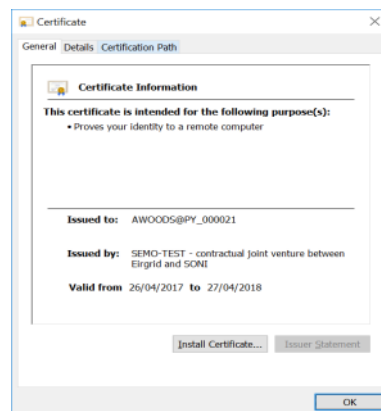 Certificate
General Details Certification Path
Certificate Information
This certificate is intended for the following purpose(s):
• Proves your identity to a remote computer
Issued to: AWOODS@PY_000021
Issued by: SEMO-TEST - contractual joint venture between
Eirgrid and SONI
Valid from 26/04/2017 to 27/04/2018
Install Certificate... Issuer Statement
OK